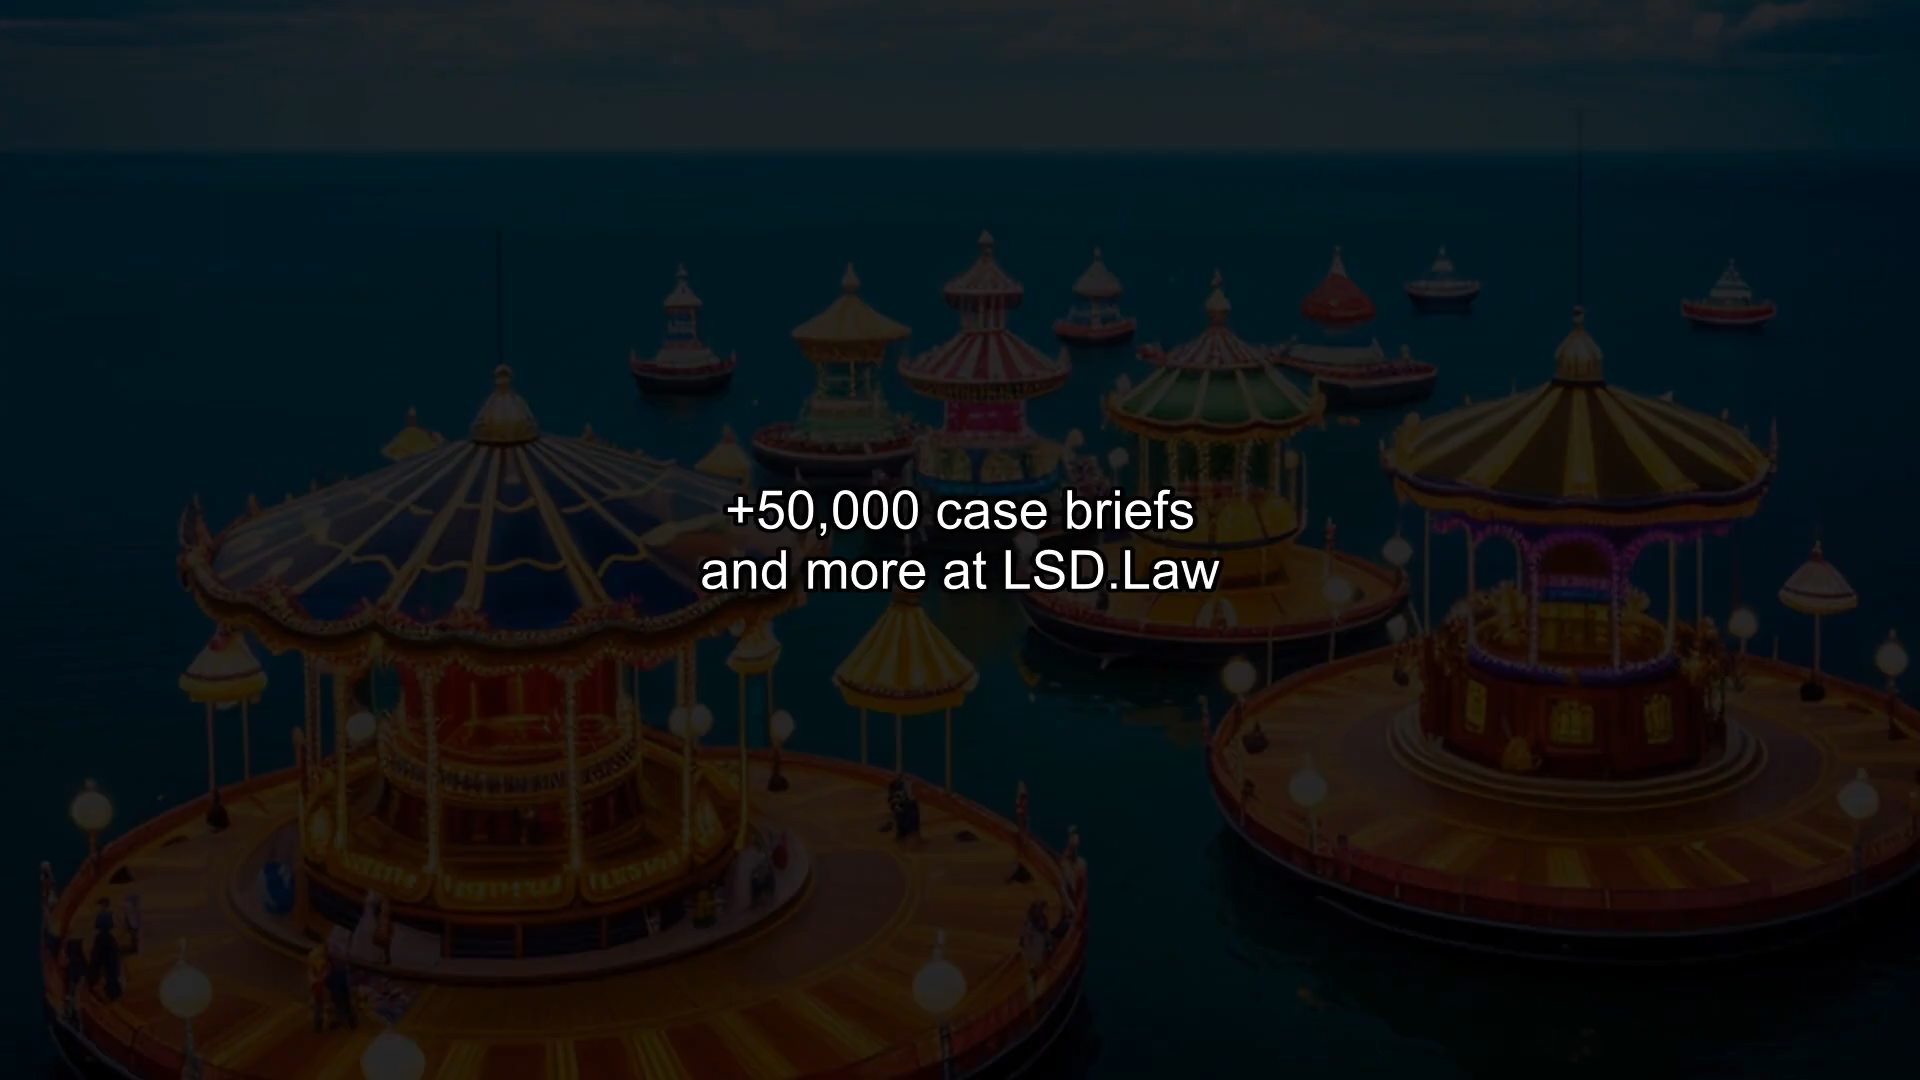 +50,000 case briefs
and more at LSD.Law